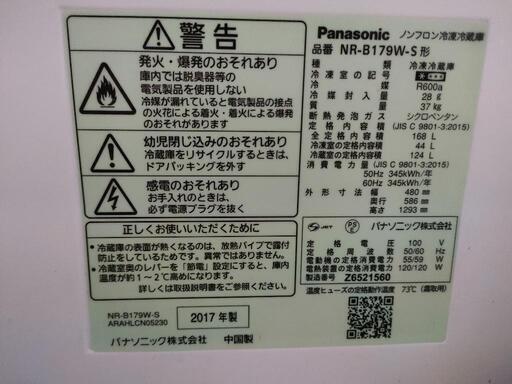 警告
発火・爆発のおそれあり
庫内では脱臭器等の
電気製品を使用しない
冷媒が漏れていると電気製品の接点
の火花による着火・着火による爆発
のおそれがあります
幼児閉じ込めのおそれあり
冷蔵庫をリサイクルするときは、
ドアパッキングをはずす
感電のおそれあり
お手入れのときは、
必ず電源プラグを抜く
正しくお使いいただくために
●冷蔵庫の表面が熱くなるのは、放熱パイプで露付
防止をしているためで、異常ではありません。
●冷蔵室奥のレバーを「節電」設定にすると、庫内
温度が約1〜2℃高めになります。
詳しくは取扱説明書をご覧ください。
NR-B179W-S
ARAHLCN05230
2017年製
パナソニック株式会社
中国製
Panasonic ノンフロン冷凍冷蔵庫
品番 NR-B179W-S形
種類 冷凍冷蔵庫
冷凍室の記号
冷媒 R600a
冷媒封入量 28g
質量 37kg
断熱発泡ガス シクロペンタン
定格内容積 (JIS C 9801-3:2015)
全定格内容積 168 L
冷凍室の定格内容積 44 L
冷蔵室の定格内容積 124 L
消費電力量 (JIS C 9801-3:2015)
50Hz 345kWh/年
60Hz 345kWh/年
外形寸法 幅 480 mm
奥行 586 mm
高さ 1293 mm
JET PSE パナソニック株式会社
定格電圧 100 V
定格周波数 50/60 Hz
電動機の定格消費電力 55/59 W
電熱装置の定格消費電力 120/120 W
製造番号 Z6521560
温度ヒューズの定格動作温度 73℃(霜取用)